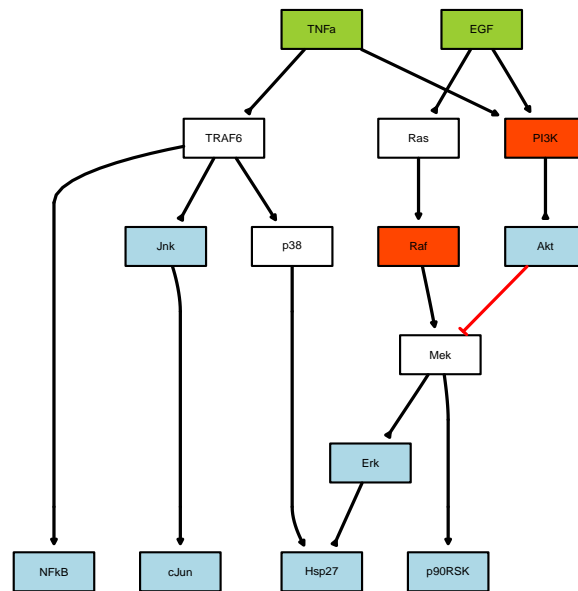 TNFa
EGF
TRAF6
Ras
PI3K
Jnk
p38
Raf
Akt
Mek
Erk
NFkB
cJun
Hsp27
p90RSK